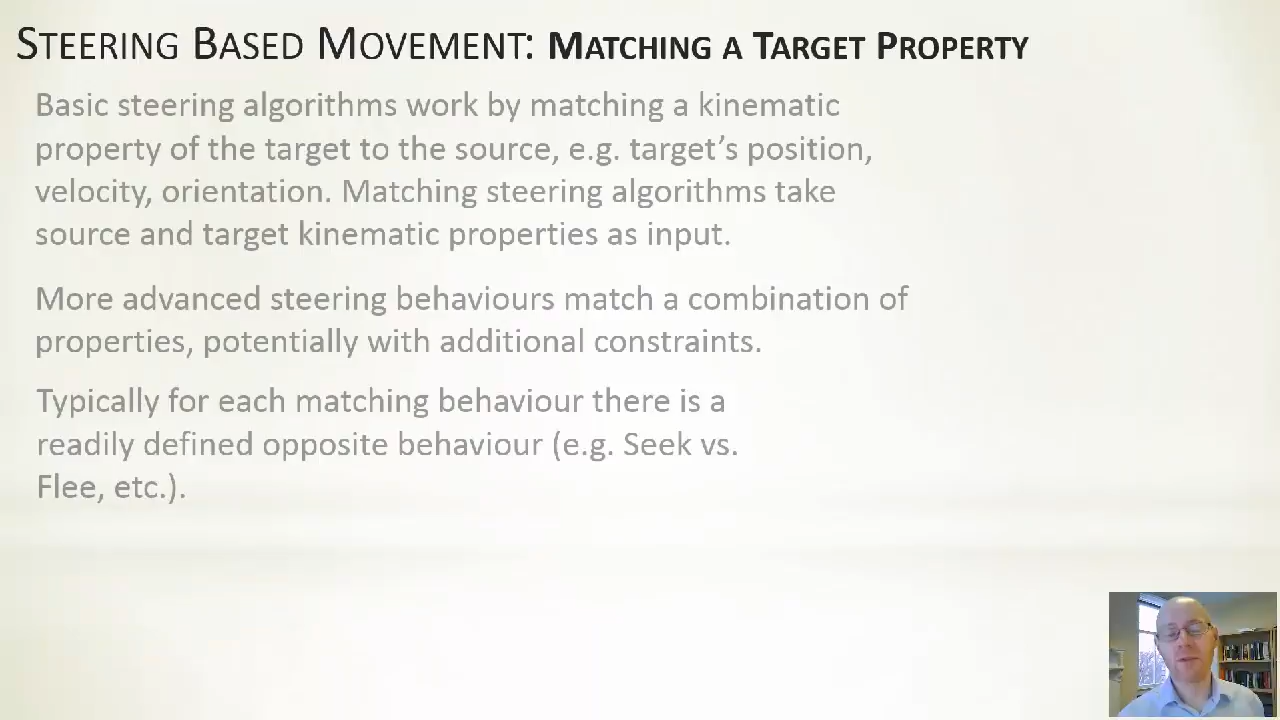 STEERING BASED MOVEMENT: MATCHING A TARGET PROPERTY
Basic steering algorithms work by matching a kinematic
property of the target to the source, e.g. target’s position,
velocity, orientation. Matching steering algorithms take
source and target kinematic properties as input.
More advanced steering behaviours match a combination of
properties, potentially with additional constraints.
Typically for each matching behaviour there is a
readily defined opposite behaviour (e.g. Seek vs.
Flee, etc.).